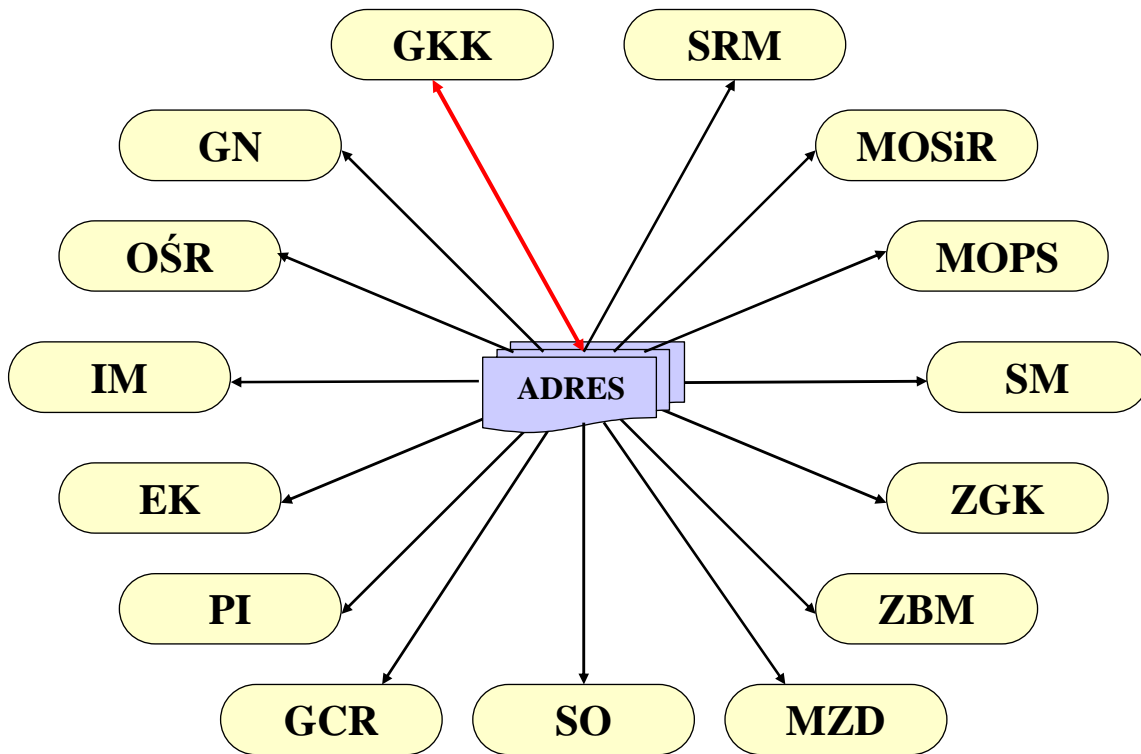 GKK
SRM
GN
MOSiR
OŚR
MOPS
IM
ADRES
SM
EK
ZGK
PI
ZBM
GCR
SO
MZD